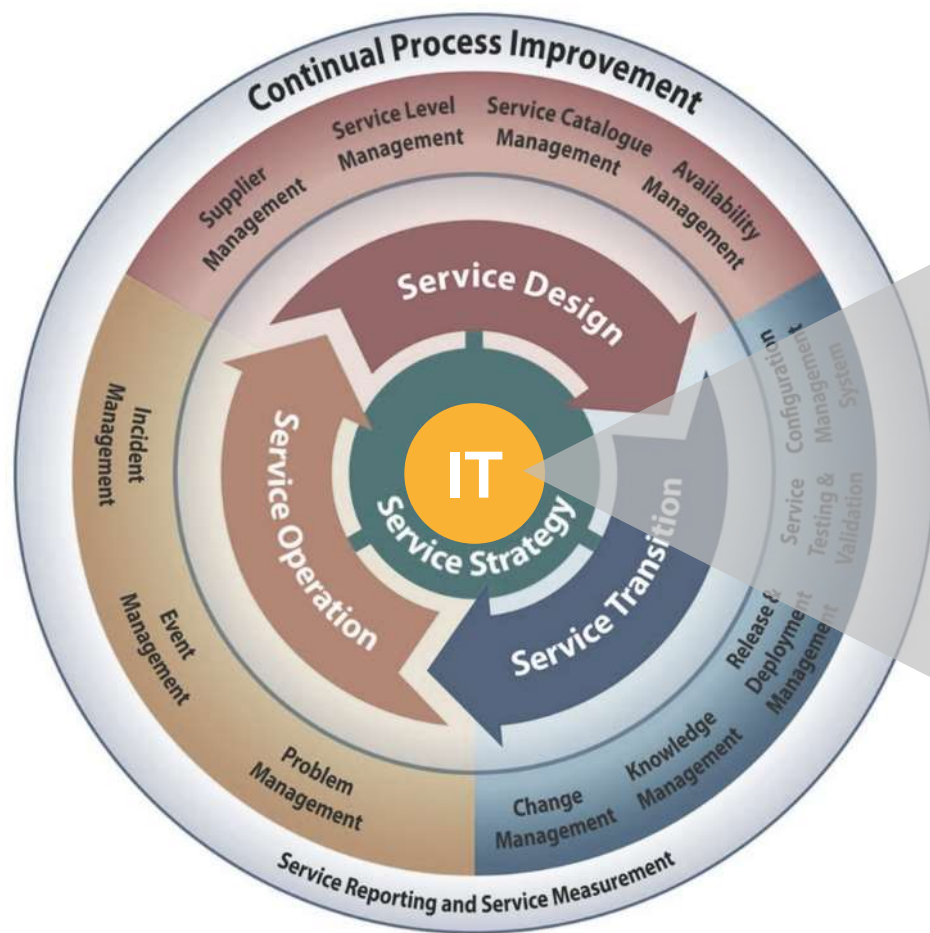 Continual Process Improvement
Supplier
Management
Service Level
Management
Service Catalogue
Management
Availability
Management
Service Design
Configuration
Management
System
Service
Testing &
Validation
Release &
Deployment
Management
Knowledge
Management
Change
Management
Service Transition
Problem
Management
Event
Management
Incident
Management
Service Operation
IT
Service Strategy
Service Reporting and Service Measurement